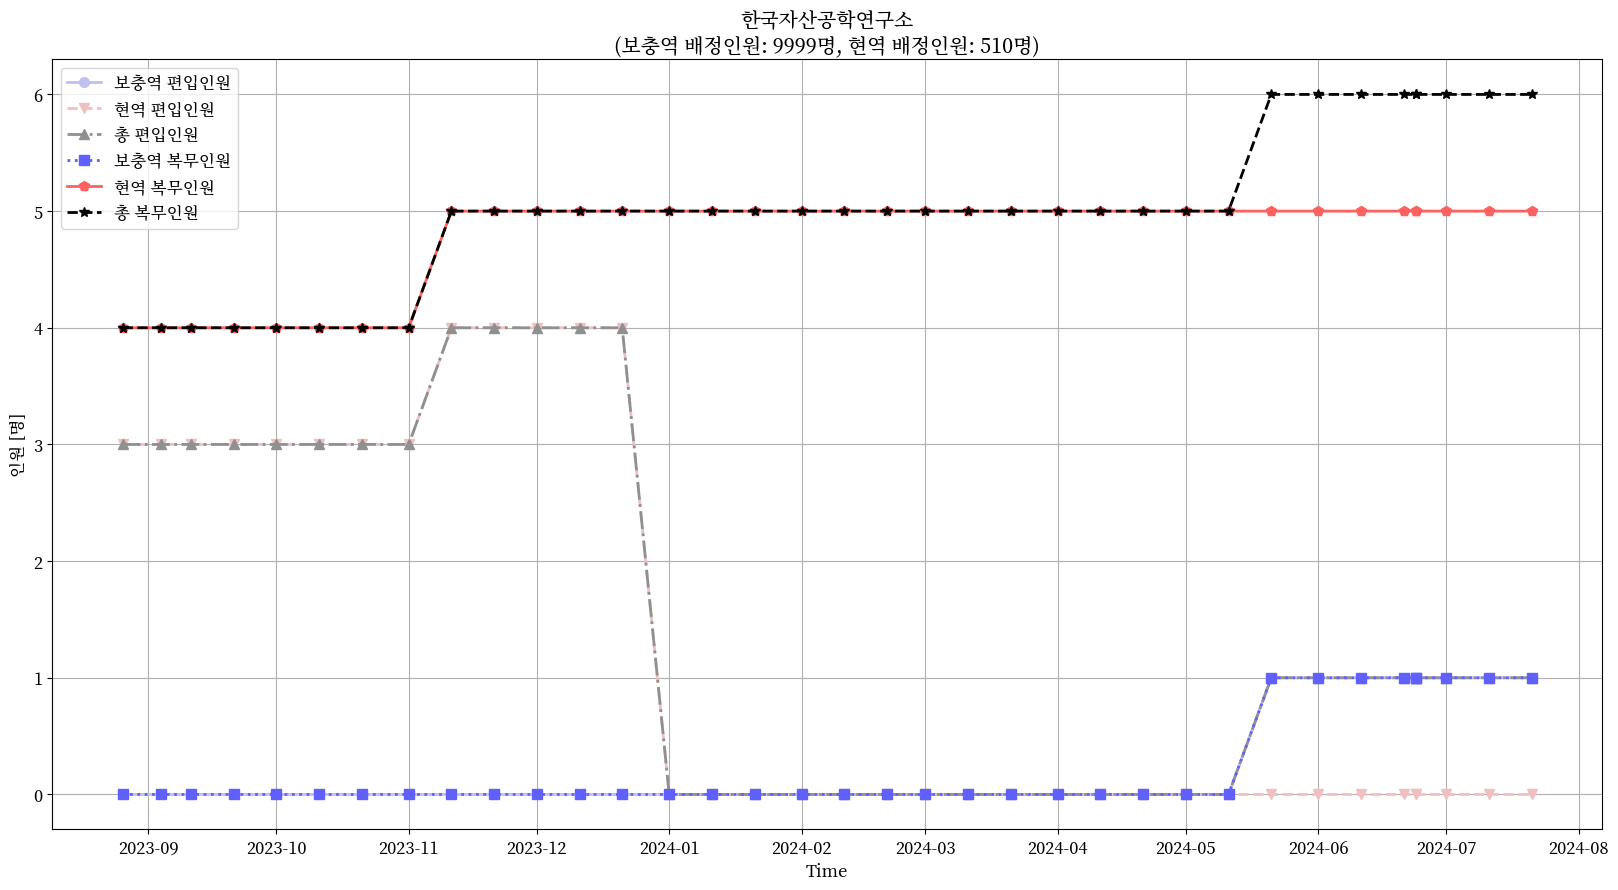 한국자산공학연구소
(보충역 배정인원: 9999명, 현역 배정인원: 510명)
보충역 편입인원
현역 편입인원
총 편입인원
보충역 복무인원
현역 복무인원
총 복무인원
6
5
4
3
2
1
0
인원 [명]
2023-09 2023-10 2023-11 2023-12 2024-01 2024-02 2024-03 2024-04 2024-05 2024-06 2024-07 2024-08
Time